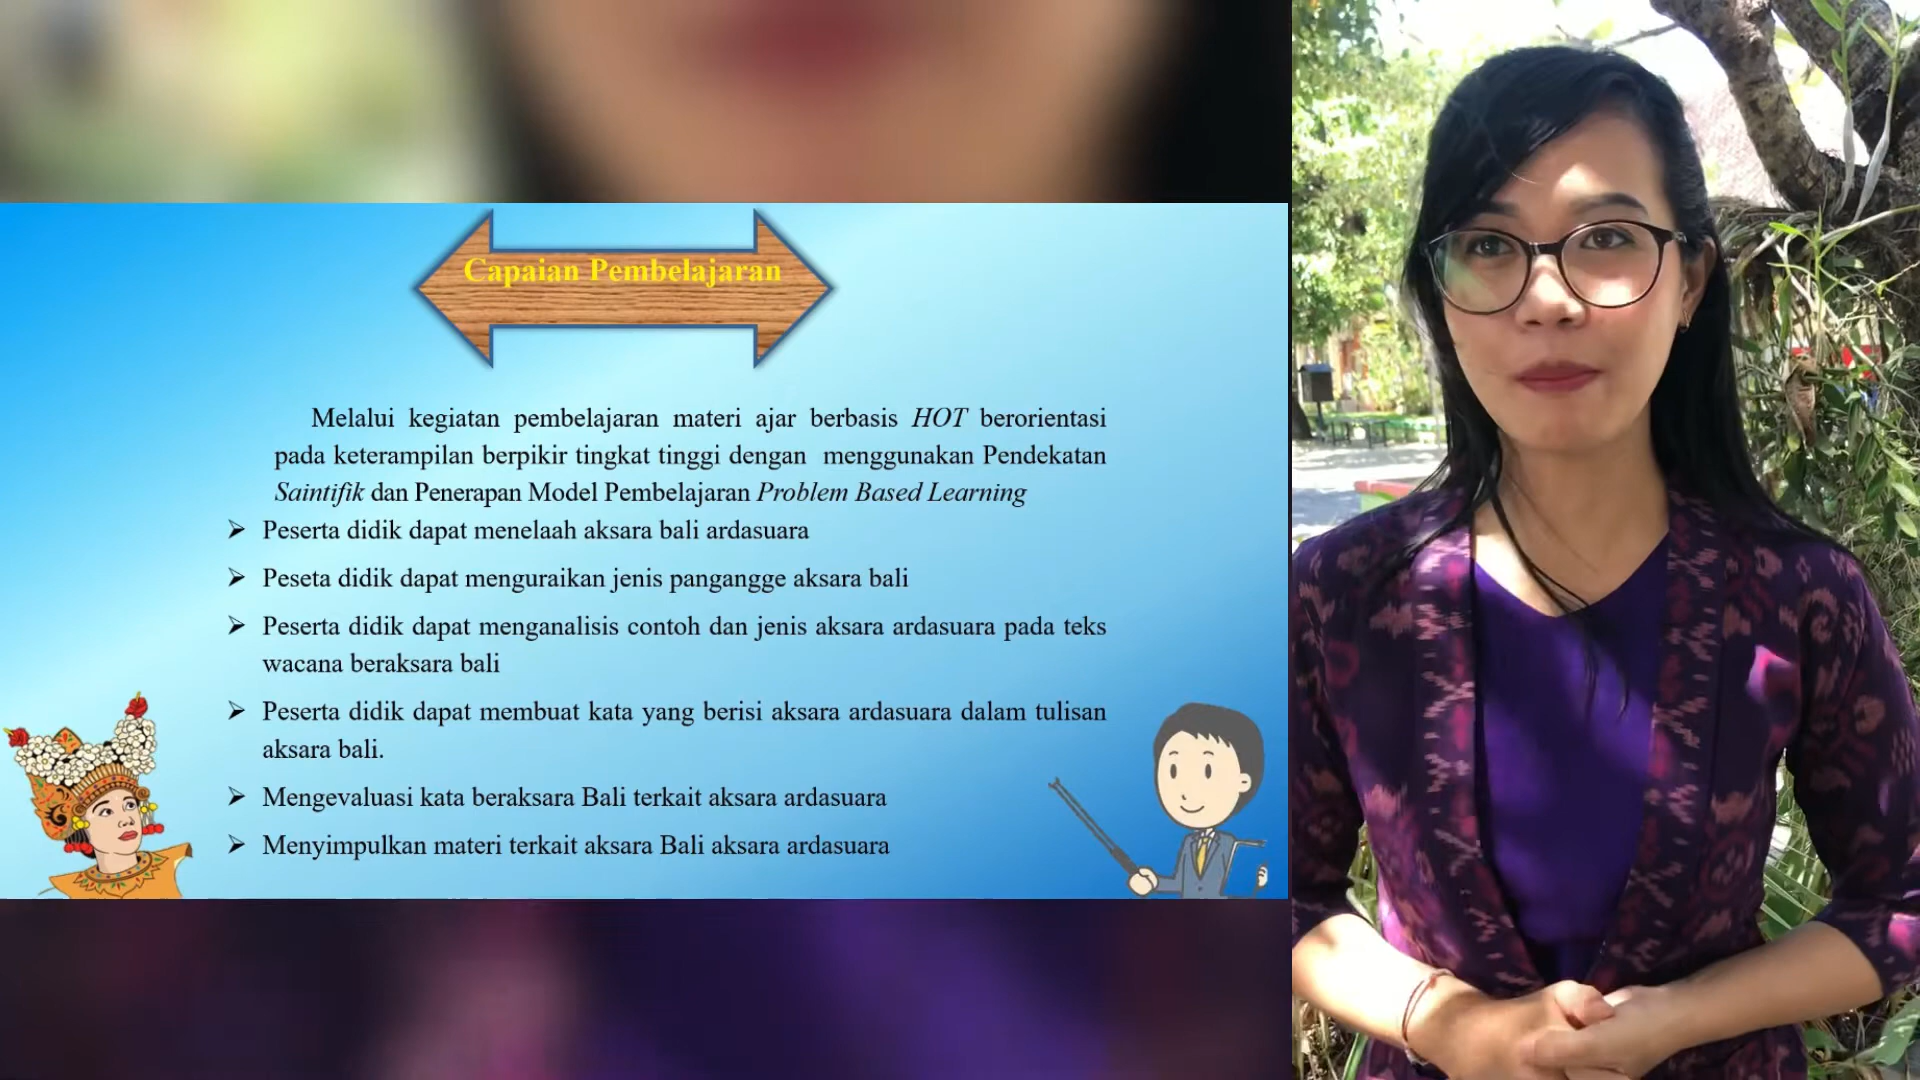 Capaian Pembelajaran
Melalui kegiatan pembelajaran materi ajar berbasis HOT berorientasi
pada keterampilan berpikir tingkat tinggi dengan menggunakan Pendekatan
Saintifik dan Penerapan Model Pembelajaran Problem Based Learning
➢ Peserta didik dapat menelaah aksara bali ardasuara
➢ Peseta didik dapat menguraikan jenis pangangge aksara bali
➢ Peserta didik dapat menganalisis contoh dan jenis aksara ardasuara pada teks
wacana beraksara bali
➢ Peserta didik dapat membuat kata yang berisi aksara ardasuara dalam tulisan
aksara bali.
➢ Mengevaluasi kata beraksara Bali terkait aksara ardasuara
➢ Menyimpulkan materi terkait aksara Bali aksara ardasuara